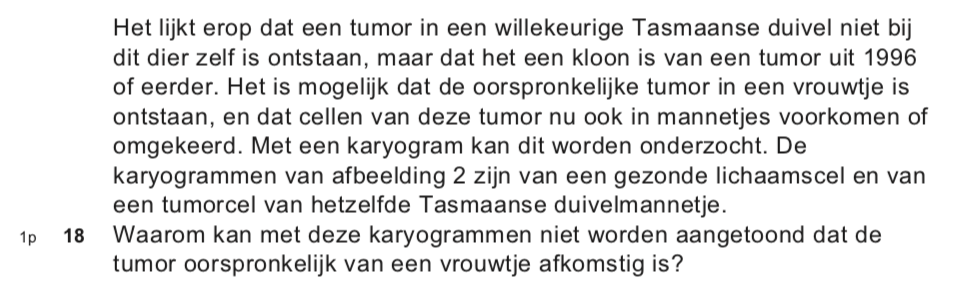 Het lijkt erop dat een tumor in een willekeurige Tasmaanse duivel niet bij
dit dier zelf is ontstaan, maar dat het een kloon is van een tumor uit 1996
of eerder. Het is mogelijk dat de oorspronkelijke tumor in een vrouwtje is
ontstaan, en dat cellen van deze tumor nu ook in mannetjes voorkomen of
omgekeerd. Met een karyogram kan dit worden onderzocht. De
karyogrammen van afbeelding 2 zijn van een gezonde lichaamscel en van
een tumorcel van hetzelfde Tasmaanse duivelmannetje.
1p 18 Waarom kan met deze karyogrammen niet worden aangetoond dat de
tumor oorspronkelijk van een vrouwtje afkomstig is?